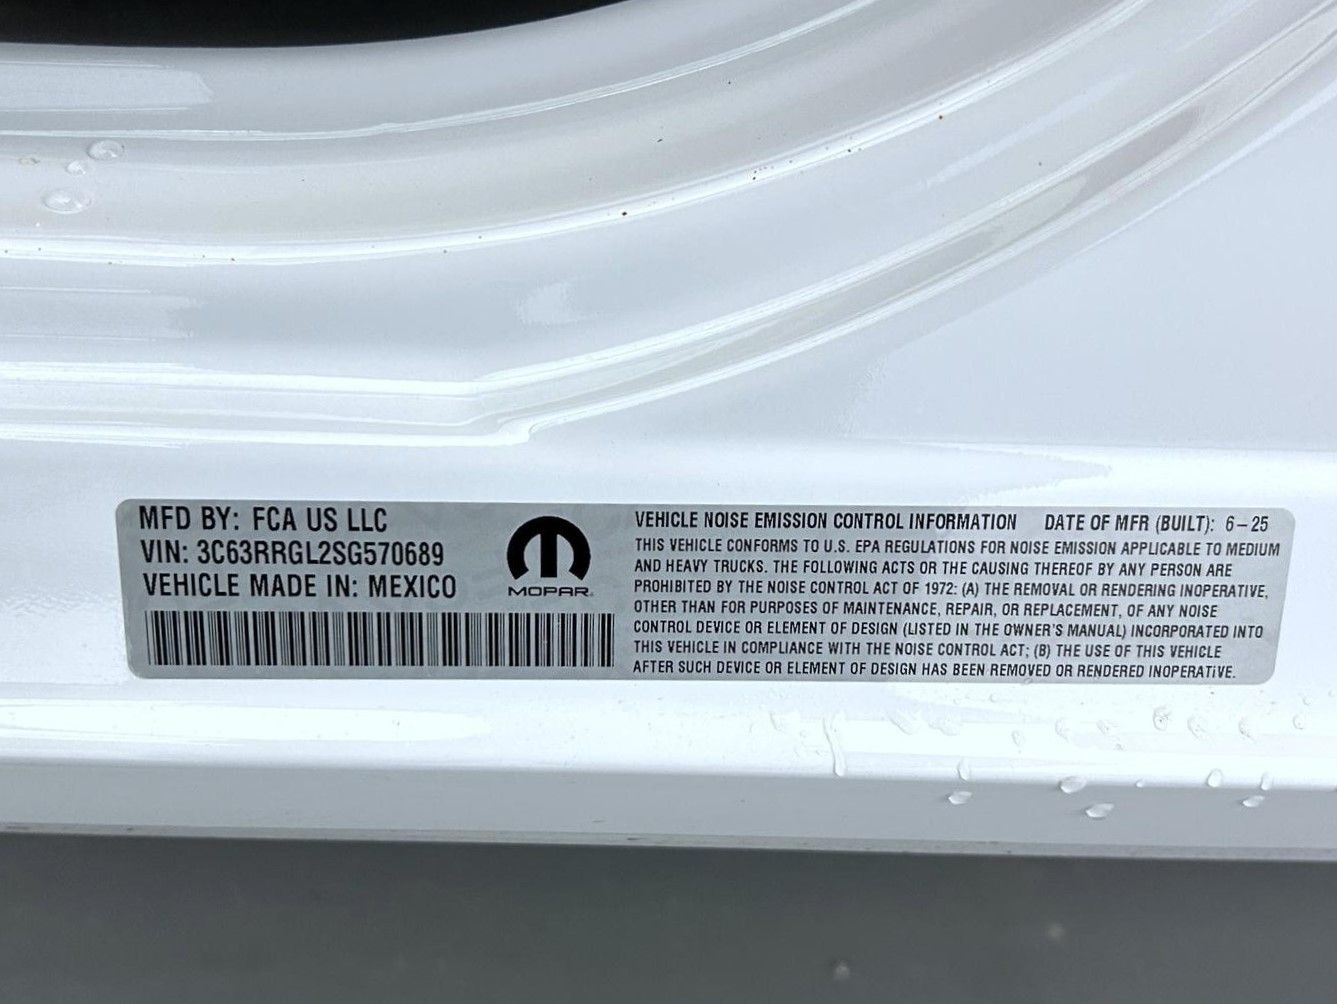 MFD BY: FCA US LLC
VIN: 3C63RRGL2SG570689
VEHICLE MADE IN: MEXICO
MOPAR
VEHICLE NOISE EMISSION CONTROL INFORMATION DATE OF MFR (BUILT): 6-25
THIS VEHICLE CONFORMS TO U.S. EPA REGULATIONS FOR NOISE EMISSION APPLICABLE TO MEDIUM
AND HEAVY TRUCKS. THE FOLLOWING ACTS OR THE CAUSING THEREOF BY ANY PERSON ARE
PROHIBITED BY THE NOISE CONTROL ACT OF 1972: (A) THE REMOVAL OR RENDERING INOPERATIVE,
OTHER THAN FOR PURPOSES OF MAINTENANCE, REPAIR, OR REPLACEMENT, OF ANY NOISE
CONTROL DEVICE OR ELEMENT OF DESIGN (LISTED IN THE OWNER'S MANUAL) INCORPORATED INTO
THIS VEHICLE IN COMPLIANCE WITH THE NOISE CONTROL ACT; (B) THE USE OF THIS VEHICLE
AFTER SUCH DEVICE OR ELEMENT OF DESIGN HAS BEEN REMOVED OR RENDERED INOPERATIVE.